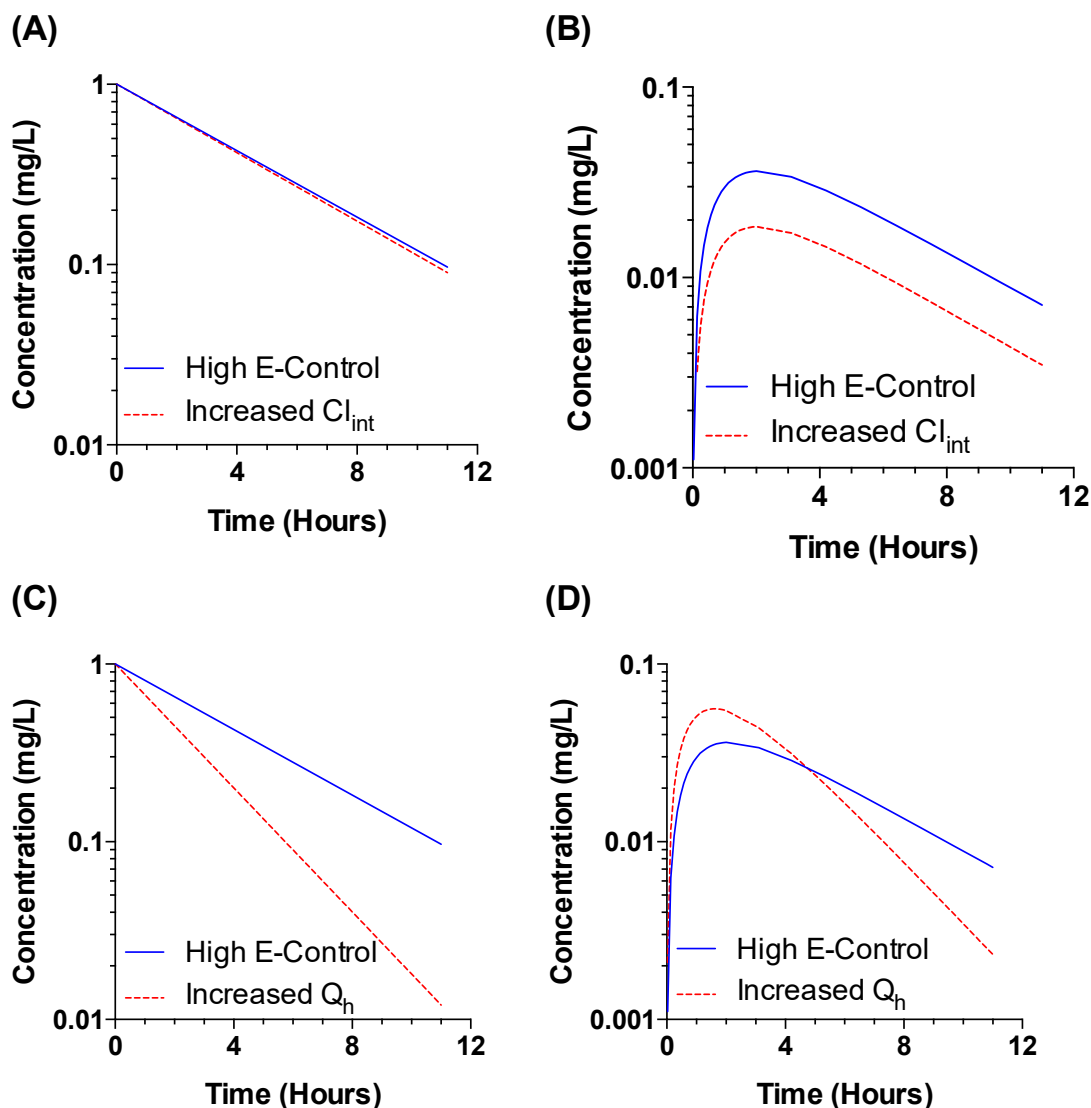 (A)
1
0.1
0.01
0
4
8
12
Concentration (mg/L)
Time (Hours)
High E-Control
Increased Cl_int
(B)
0.1
0.01
0.001
0
4
8
12
Concentration (mg/L)
Time (Hours)
High E-Control
Increased Cl_int
(C)
1
0.1
0.01
0
4
8
12
Concentration (mg/L)
Time (Hours)
High E-Control
Increased Q_h
(D)
0.1
0.01
0.001
0
4
8
12
Concentration (mg/L)
Time (Hours)
High E-Control
Increased Q_h